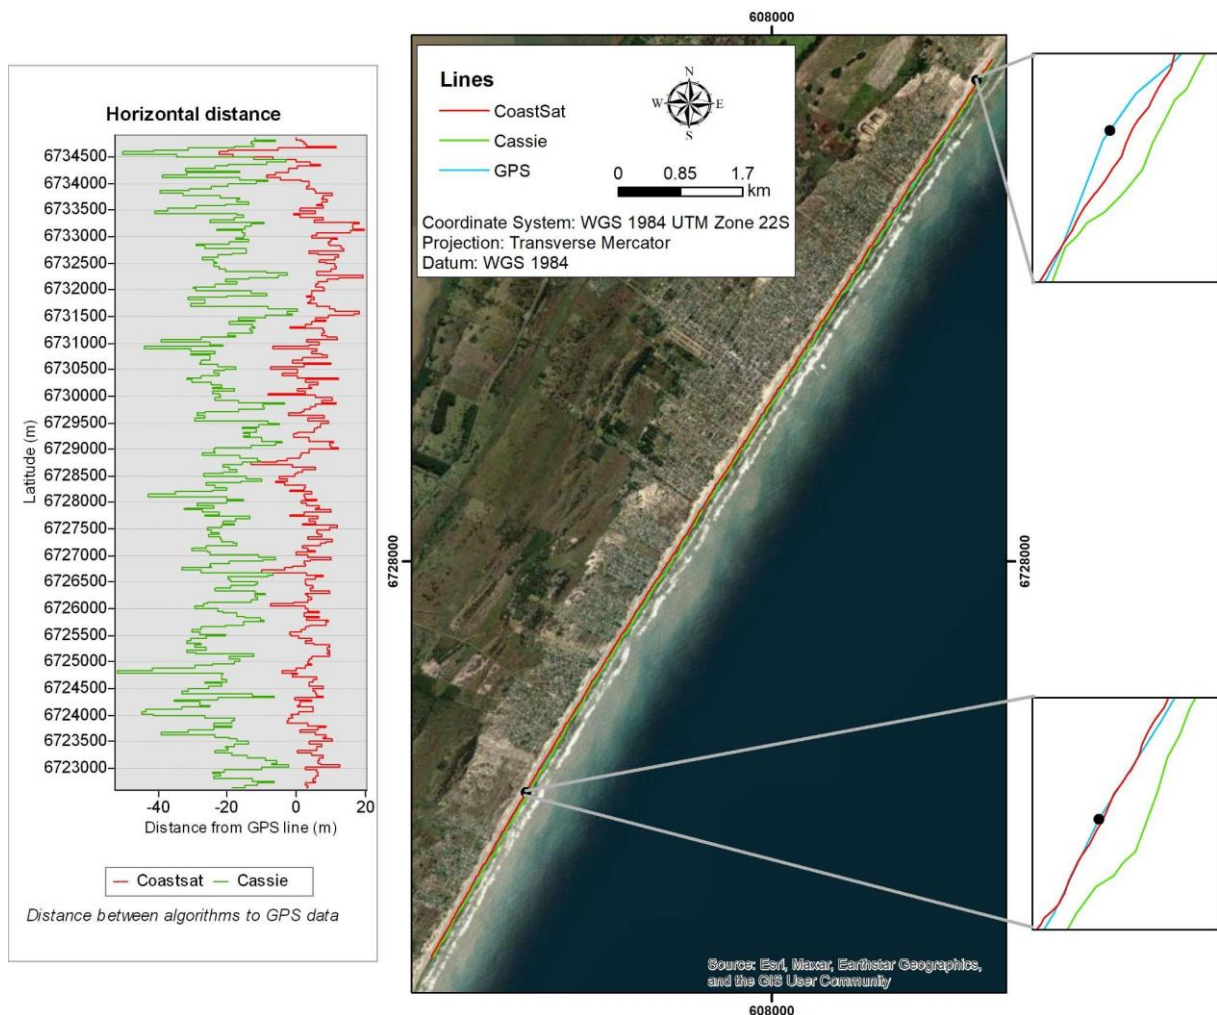 Horizontal distance
6734500
6734000
6733500
6733000
6732500
6732000
6731500
6731000
6730500
6730000
6729500
6729000
6728500
6728000
6727500
6727000
6726500
6726000
6725500
6725000
6724500
6724000
6723500
6723000
Latitude (m)
-40 -20 0 20
Distance from GPS line (m)
Coastsat Cassie
Distance between algorithms to GPS data
608000
Lines
CoastSat
Cassie
GPS
N
W E
S
0 0.85 1.7
km
Coordinate System: WGS 1984 UTM Zone 22S
Projection: Transverse Mercator
Datum: WGS 1984
6728000
6728000
Source: Esri, Maxar, Earthstar Geographics,
and the GIS User Community
608000